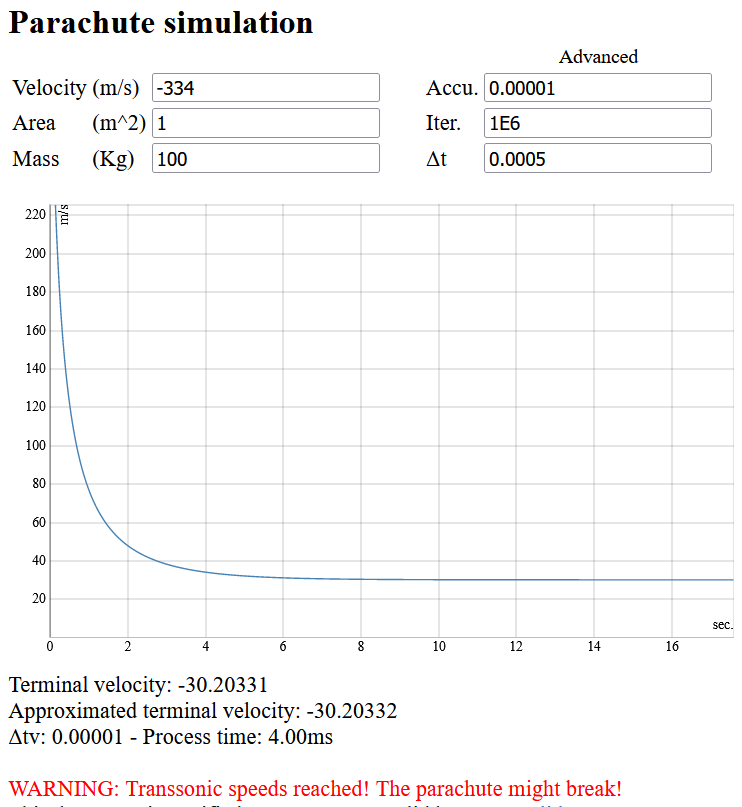 Parachute simulation
Advanced
Velocity (m/s) -334 Accu. 0.00001
Area (m^2) 1 Iter. 1E6
Mass (Kg) 100 Δt 0.0005
m/s
220
200
180
160
140
120
100
80
60
40
20
sec.
0 2 4 6 8 10 12 14 16
Terminal velocity: -30.20331
Approximated terminal velocity: -30.20332
Δtv: 0.00001 - Process time: 4.00ms
WARNING: Transsonic speeds reached! The parachute might break!